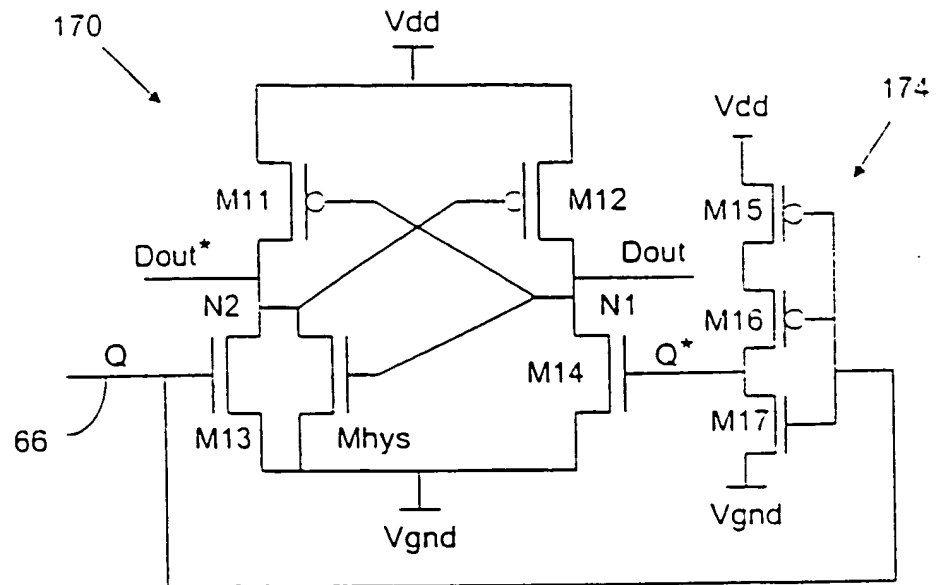 170
Vdd
174
Vdd
M11
M12
M15
Dout*
Dout
N2
N1
M16
Q
M14
Q*
M17
66
M13
Mhys
Vgnd
Vgnd